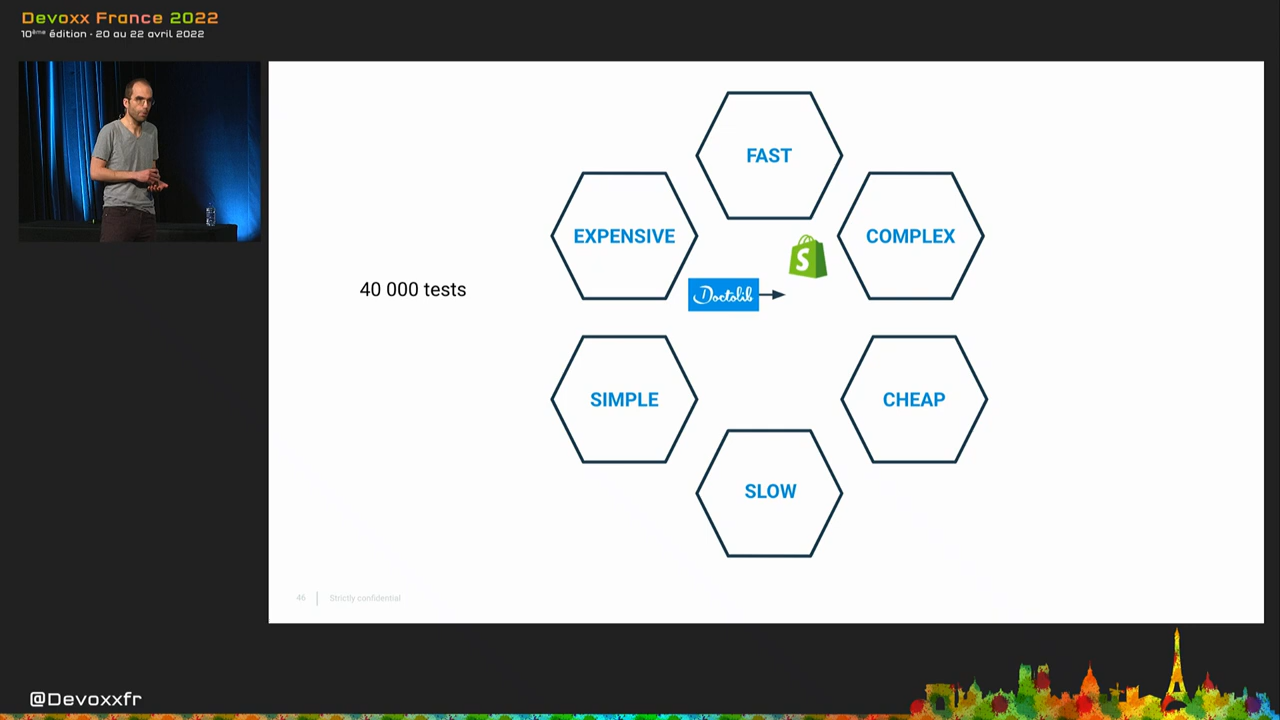 Devoxx France 2022
10ème édition - 20 au 22 avril 2022
FAST
EXPENSIVE
COMPLEX
S
Doctolib
40 000 tests
SIMPLE
CHEAP
SLOW
46
Strictly confidential
@Devoxxfr